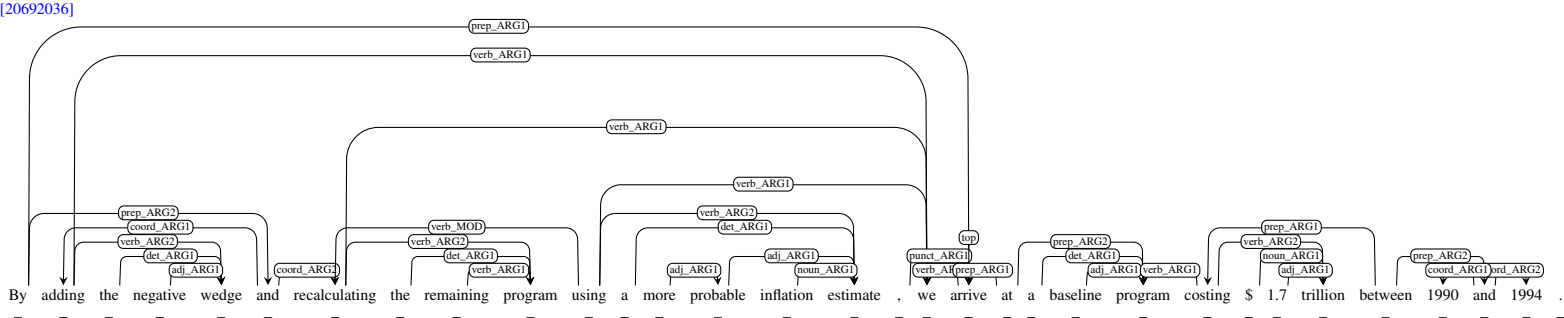 [20692036]
prep_ARG1
verb_ARG1
verb_ARG1
verb_ARG1
prep_ARG2 verb_ARG2
coord_ARG1 verb_MOD det_ARG1 prep_ARG1
top
verb_ARG2 verb_ARG2 prep_ARG2 verb_ARG2
det_ARG1 det_ARG1 adj_ARG1 punct_ARG1 det_ARG1 noun_ARG1 prep_ARG2
adj_ARG1 coord_ARG2 verb_ARG1 adj_ARG1 noun_ARG1 prep_ARG1 adj_ARG1 verb_ARG1 adj_ARG1 coord_ARG1
By adding the negative wedge and recalculating the remaining program using a more probable inflation estimate , we arrive at a baseline program costing $ 1.7 trillion between 1990 and 1994 .
_ _ _ _ _ _ _ _ _ _ _ _ _ _ _ _ _ _ _ _ _ _ _ _ _ _ _ _ _ _ _ _